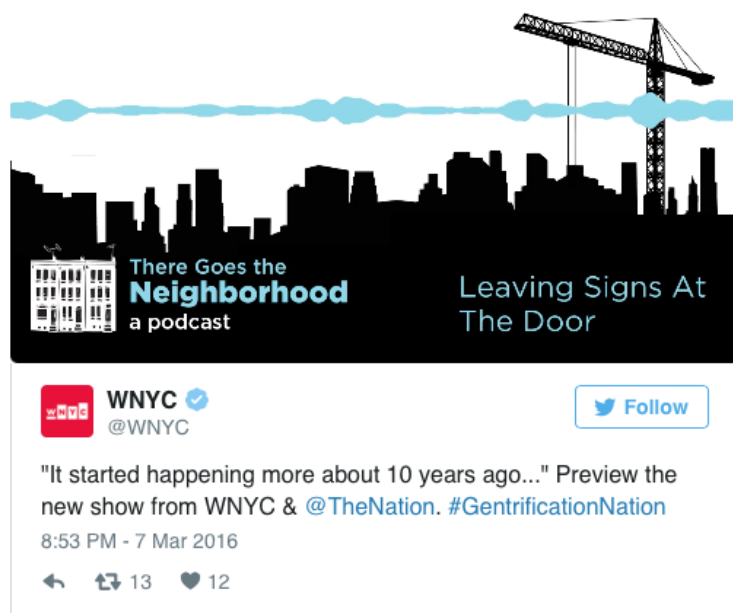 There Goes the
Neighborhood
a podcast
Leaving Signs At
The Door
WNYC
WNYC
@WNYC
Follow
"It started happening more about 10 years ago..." Preview the
new show from WNYC & @TheNation. #GentrificationNation
8:53 PM - 7 Mar 2016
13
12